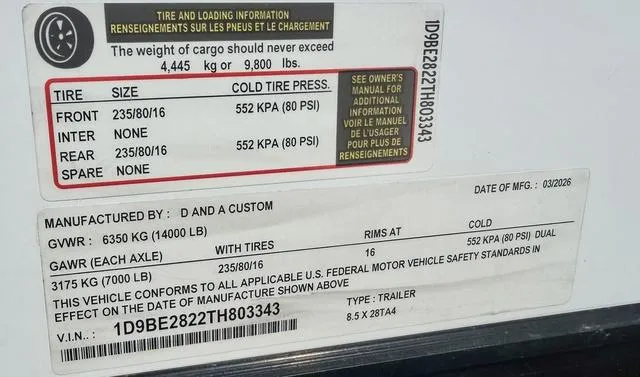 TIRE AND LOADING INFORMATION
RENSEIGNEMENTS SUR LES PNEUS ET LE CHARGEMENT
The weight of cargo should never exceed
4,445 kg or 9,800 lbs.
TIRE SIZE COLD TIRE PRESS.
FRONT 235/80/16 552 KPA (80 PSI)
INTER NONE
REAR 235/80/16 552 KPA (80 PSI)
SPARE NONE
SEE OWNER'S
MANUAL FOR
ADDITIONAL
INFORMATION
VOIR LE MANUEL
DE L'USAGER
POUR PLUS DE
RENSEIGNEMENTS
1D9BE2822TH803343
MANUFACTURED BY : D AND A CUSTOM DATE OF MFG. : 03/2026
GVWR : 6350 KG (14000 LB)
GAWR (EACH AXLE) WITH TIRES RIMS AT COLD
3175 KG (7000 LB) 235/80/16 16 552 KPA (80 PSI) DUAL
THIS VEHICLE CONFORMS TO ALL APPLICABLE U.S. FEDERAL MOTOR VEHICLE SAFETY STANDARDS IN
EFFECT ON THE DATE OF MANUFACTURE SHOWN ABOVE
V.I.N.. : 1D9BE2822TH803343 TYPE : TRAILER
8.5 X 28TA4